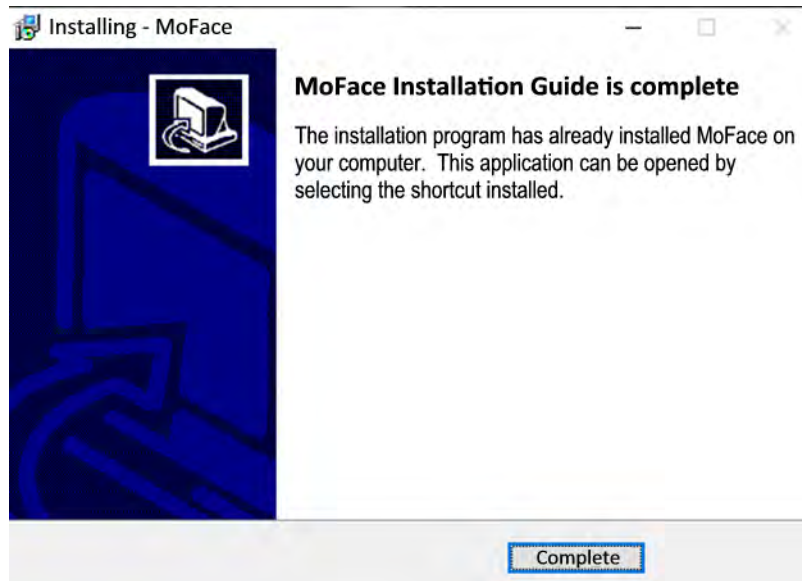 Installing - MoFace
MoFace Installation Guide is complete
The installation program has already installed MoFace on
your computer.  This application can be opened by
selecting the shortcut installed.
Complete